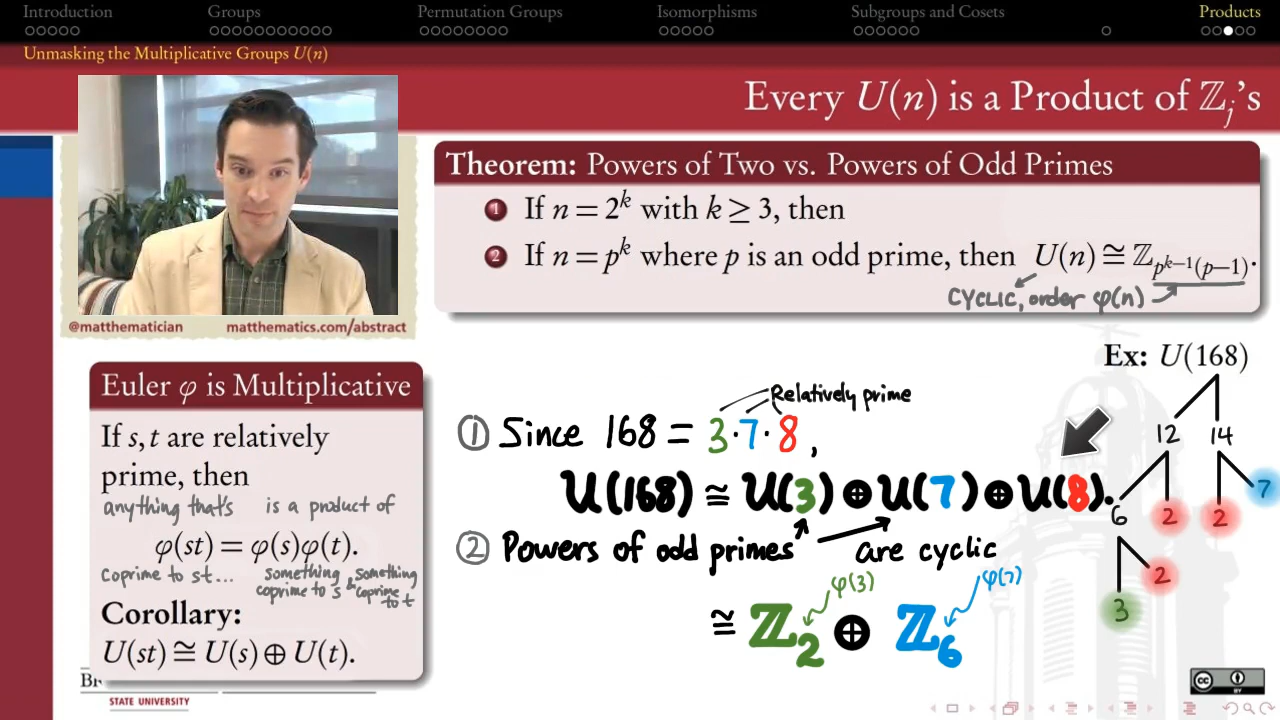 Introduction Groups Permutation Groups Isomorphisms Subgroups and Cosets Products
Unmasking the Multiplicative Groups U(n)
Every U(n) is a Product of ℤⱼ's
@matthematician matthematics.com/abstract
Theorem: Powers of Two vs. Powers of Odd Primes
1 If n = 2^k with k ≥ 3, then
2 If n = p^k where p is an odd prime, then U(n) ≅ ℤ_{p^{k−1}(p−1)}.
CYCLIC, order φ(n)
Euler φ is Multiplicative
If s, t are relatively
prime, then
anything that's is a product of
φ(st) = φ(s)φ(t).
coprime to st... something coprime to s & something coprime to t
Corollary:
U(st) ≅ U(s) ⊕ U(t).
STATE UNIVERSITY
Relatively prime
① Since 168 = 3·7·8,
U(168) ≅ U(3) ⊕ U(7) ⊕ U(8).
② Powers of odd primes are cyclic
φ(3) φ(7)
≅ ℤ₂ ⊕ ℤ₆
Ex: U(168)
12 14
6 2 2 7
3 2
cc